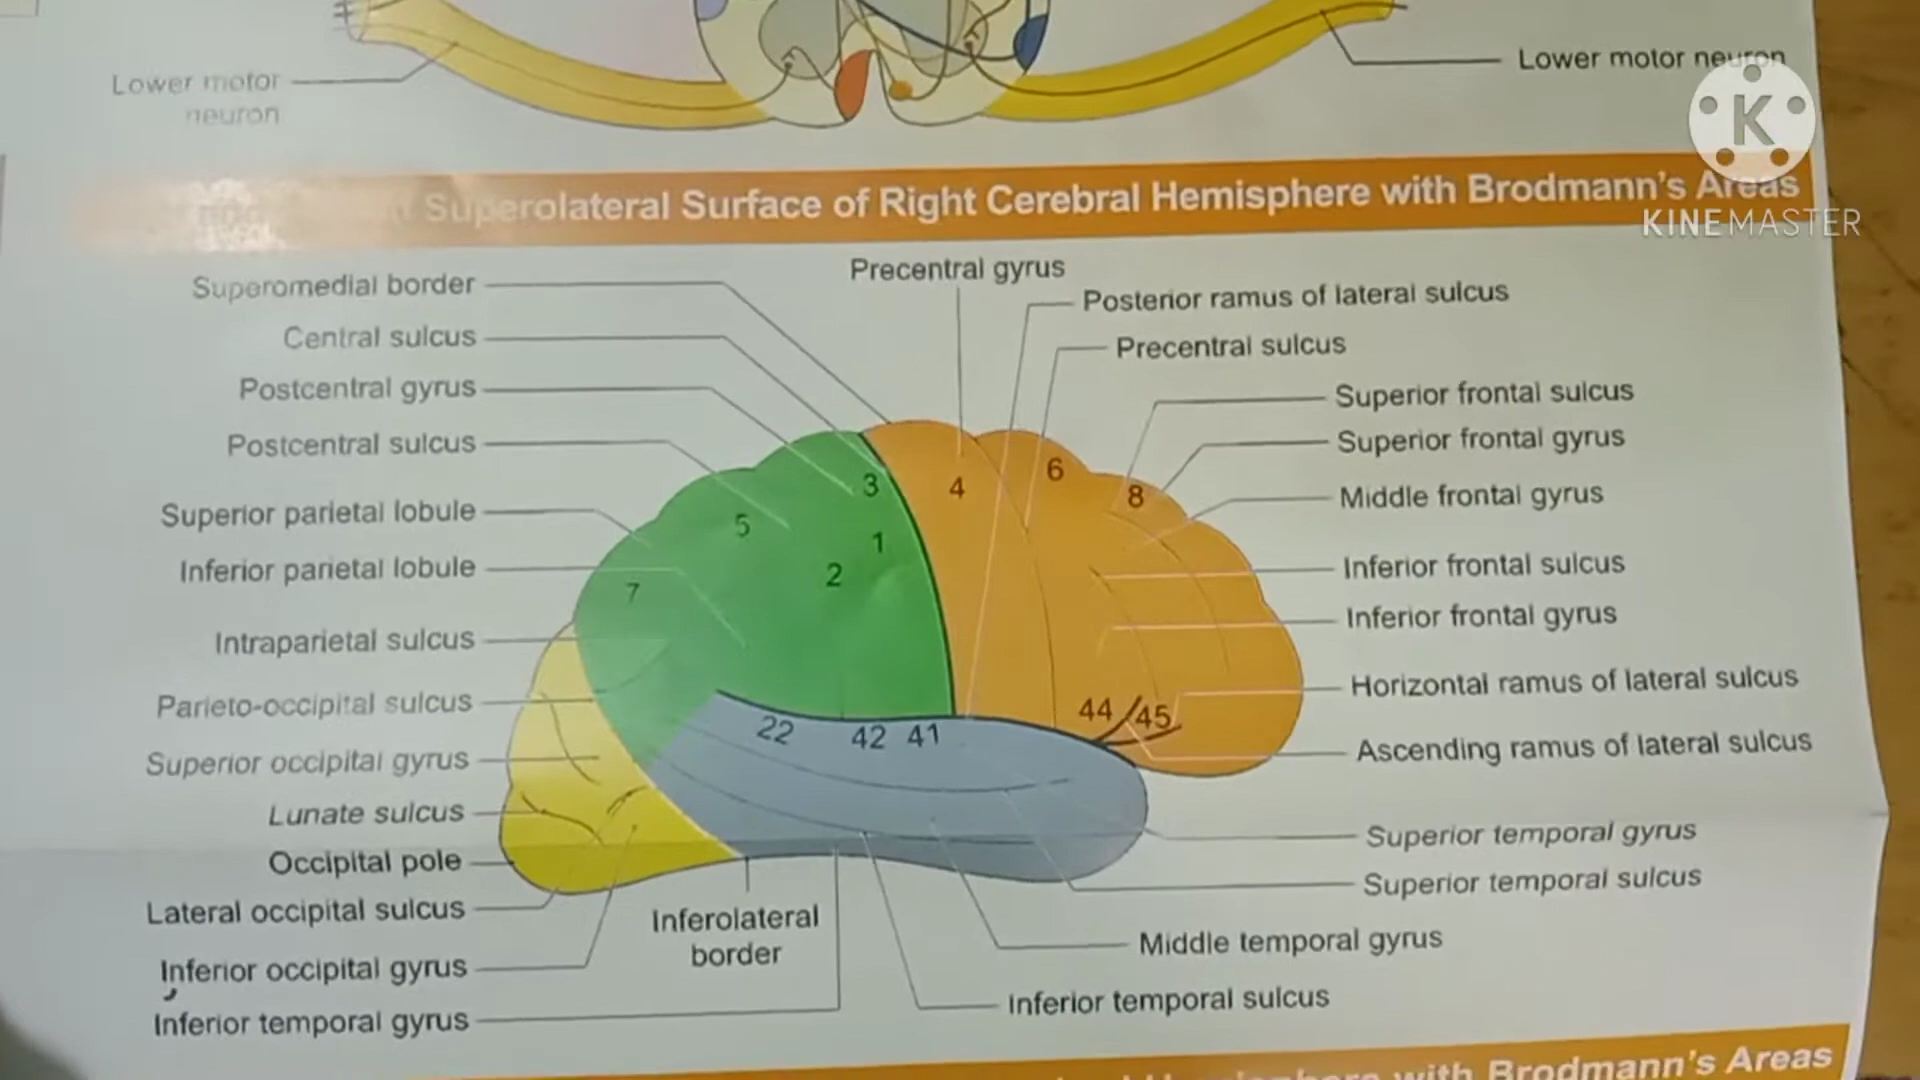 Lower motor
neuron
Lower motor neuron
K
KINEMASTER
Superolateral Surface of Right Cerebral Hemisphere with Brodmann's Areas
Superomedial border
Central sulcus
Postcentral gyrus
Postcentral sulcus
Superior parietal lobule
Inferior parietal lobule
Intraparietal sulcus
Parieto-occipital sulcus
Superior occipital gyrus
Lunate sulcus
Occipital pole
Lateral occipital sulcus
Inferior occipital gyrus
Inferior temporal gyrus
Precentral gyrus
Posterior ramus of lateral sulcus
Precentral sulcus
Superior frontal sulcus
Superior frontal gyrus
Middle frontal gyrus
Inferior frontal sulcus
Inferior frontal gyrus
Horizontal ramus of lateral sulcus
Ascending ramus of lateral sulcus
Superior temporal gyrus
Superior temporal sulcus
Middle temporal gyrus
Inferior temporal sulcus
Inferolateral
border
3
4
6
8
5
1
2
7
44
45
22
42
41
with Brodmann's Areas